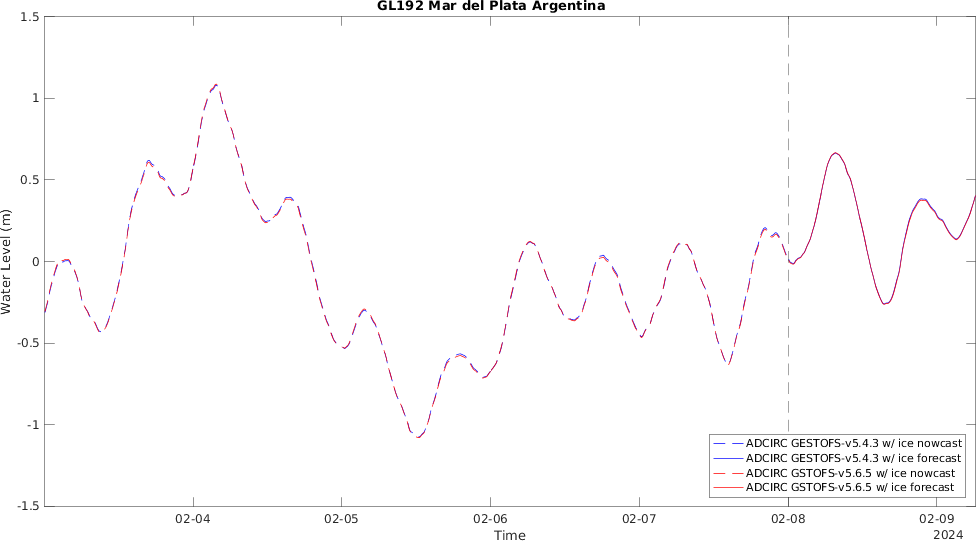 GL192 Mar del Plata Argentina
1.5
1
0.5
0
-0.5
-1
-1.5
Water Level (m)
02-04
02-05
02-06
02-07
02-08
02-09
Time
2024
ADCIRC GESTOFS-v5.4.3 w/ ice nowcast
ADCIRC GESTOFS-v5.4.3 w/ ice forecast
ADCIRC GSTOFS-v5.6.5 w/ ice nowcast
ADCIRC GSTOFS-v5.6.5 w/ ice forecast